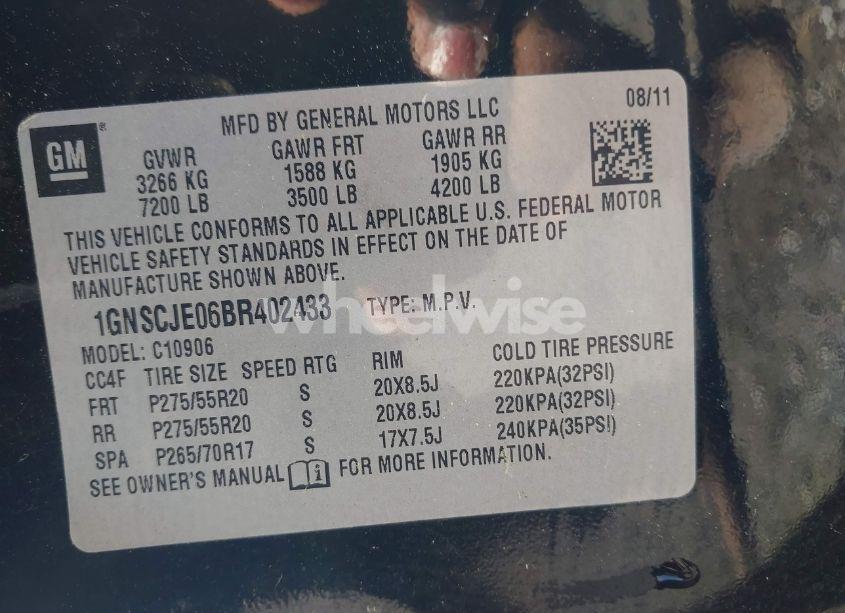 MFD BY GENERAL MOTORS LLC 08/11
GM ®
GVWR GAWR FRT GAWR RR
3266 KG 1588 KG 1905 KG
7200 LB 3500 LB 4200 LB
THIS VEHICLE CONFORMS TO ALL APPLICABLE U.S. FEDERAL MOTOR
VEHICLE SAFETY STANDARDS IN EFFECT ON THE DATE OF
MANUFACTURE SHOWN ABOVE.
1GNSCJE06BR402433 TYPE: M.P.V.
wheelwise
MODEL: C10906
CC4F TIRE SIZE SPEED RTG RIM COLD TIRE PRESSURE
FRT P275/55R20 S 20X8.5J 220KPA(32PSI)
RR P275/55R20 S 20X8.5J 220KPA(32PSI)
SPA P265/70R17 S 17X7.5J 240KPA(35PSI)
SEE OWNER'S MANUAL i FOR MORE INFORMATION.